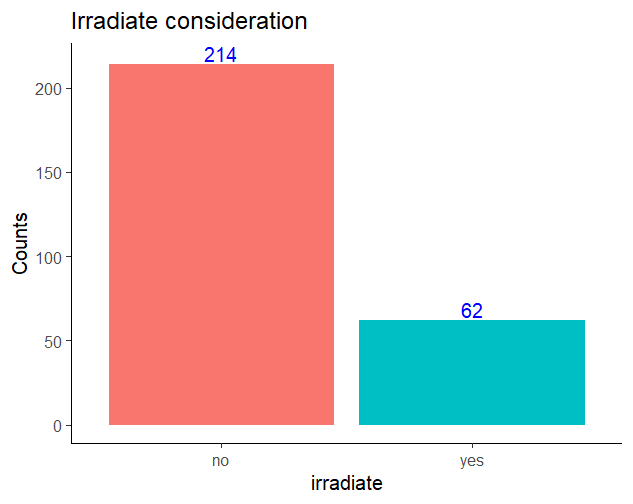 Irradiate consideration
214
200
150
100
62
50
0
Counts
no
yes
irradiate